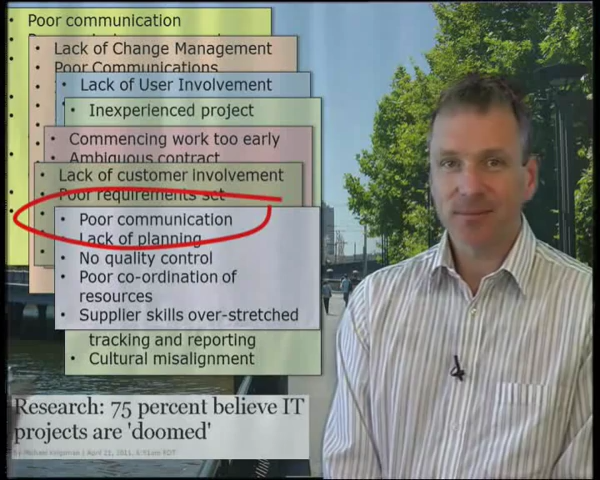 Poor communication
Lack of Change Management
Poor Communications
Lack of User Involvement
Inexperienced project
Commencing work too early
Ambiguous contract
Lack of customer involvement
Poor requirements set
Poor communication
Lack of planning
No quality control
Poor co-ordination of
resources
Supplier skills over-stretched
tracking and reporting
Cultural misalignment
Research: 75 percent believe IT
projects are 'doomed'